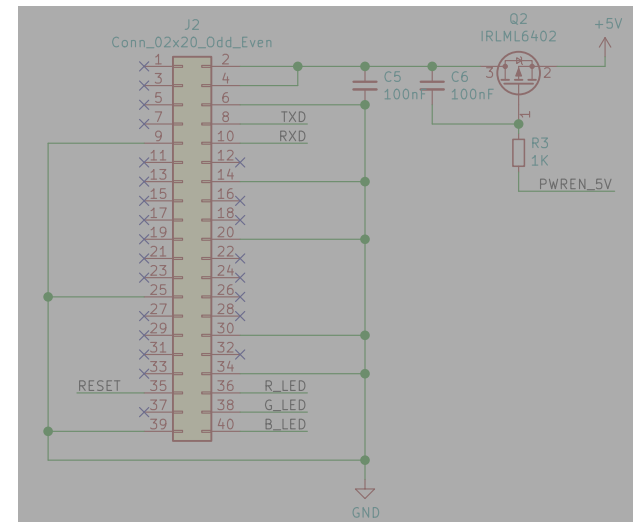 J2
Conn_02x20_Odd_Even
1 2
3 4
5 6
7 8 TXD
9 10 RXD
11 12
13 14
15 16
17 18
19 20
21 22
23 24
25 26
27 28
29 30
31 32
33 34
RESET 35 36 R_LED
37 38 G_LED
39 40 B_LED
C5
100nF
C6
100nF
Q2
IRLML6402
+5V
3 2
1
R3
1K
PWREN_5V
GND